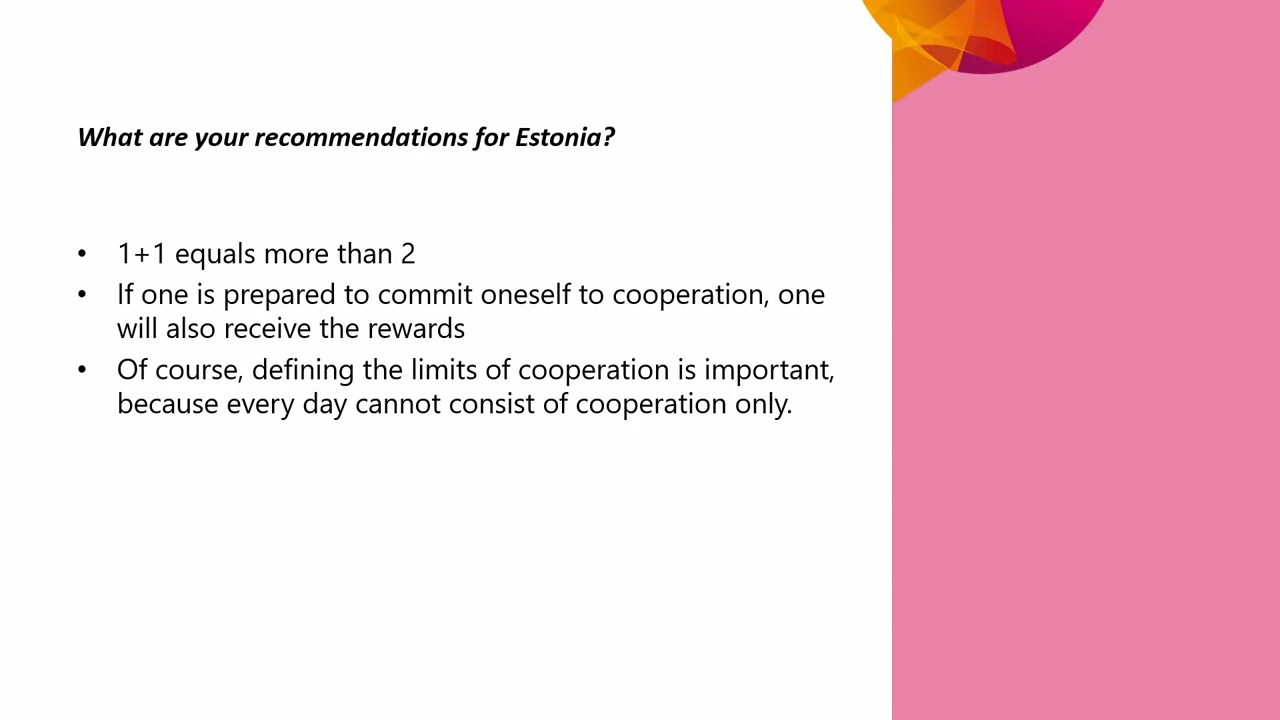 What are your recommendations for Estonia?
• 1+1 equals more than 2
• If one is prepared to commit oneself to cooperation, one
will also receive the rewards
• Of course, defining the limits of cooperation is important,
because every day cannot consist of cooperation only.